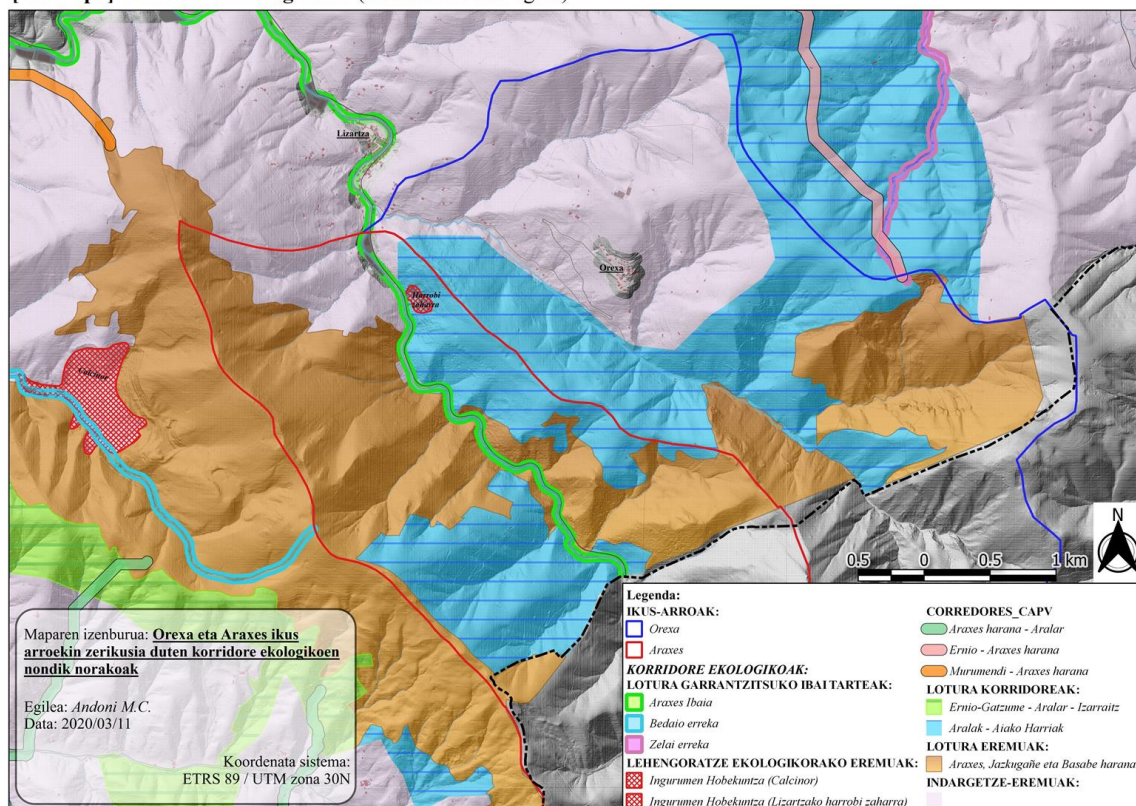 Lizartza
Orexa
Harrobi
zaharra
Calcinor
N
0.5 0 0.5 1 km
Maparen izenburua: Orexa eta Araxes ikus
arroekin zerikusia duten korridore ekologikoen
nondik norakoak
Egilea: Andoni M.C.
Data: 2020/03/11
Koordenata sistema:
ETRS 89 / UTM zona 30N
Legenda:
IKUS-ARROAK:
Orexa
Araxes
KORRIDORE EKOLOGIKOAK:
LOTURA GARRANTZITSUKO IBAI TARTEAK:
Araxes Ibaia
Bedaio erreka
Zelai erreka
LEHENGORATZE EKOLOGIKORAKO EREMUAK:
Ingurumen Hobekuntza (Calcinor)
Ingurumen Hobekuntza (Lizartzako harrobi zaharra)
CORREDORES_CAPV
Araxes harana - Aralar
Ernio - Araxes harana
Murumendi - Araxes harana
LOTURA KORRIDOREAK:
Ernio-Gatzume - Aralar - Izarraitz
Aralak - Aiako Harriak
LOTURA EREMUAK:
Araxes, Jazkugañe eta Basabe harana
INDARGETZE-EREMUAK: